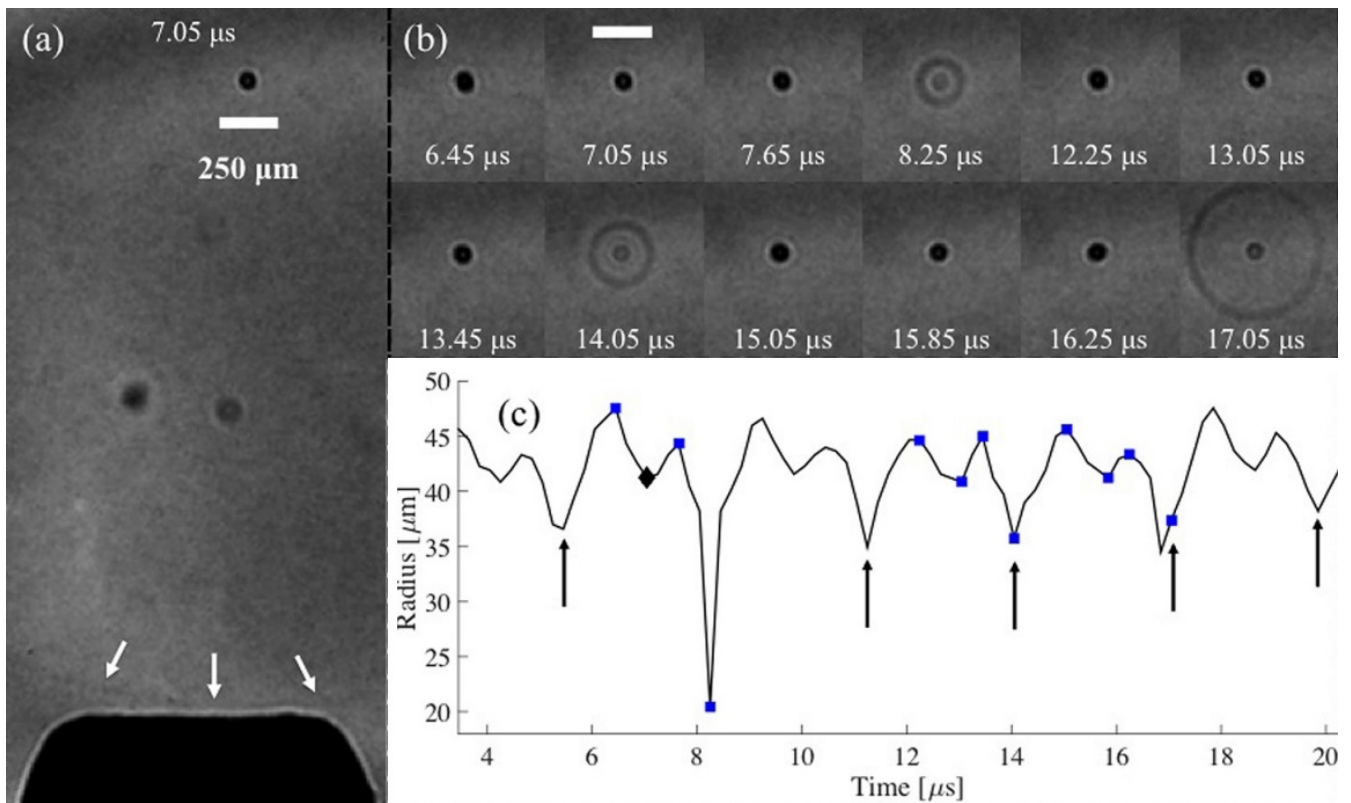 (a)
7.05 µs
250 µm
(b)
6.45 µs 7.05 µs 7.65 µs 8.25 µs 12.25 µs 13.05 µs
13.45 µs 14.05 µs 15.05 µs 15.85 µs 16.25 µs 17.05 µs
(c)
Radius [µm]
50
45
40
35
30
25
20
4 6 8 10 12 14 16 18 20
Time [µs]